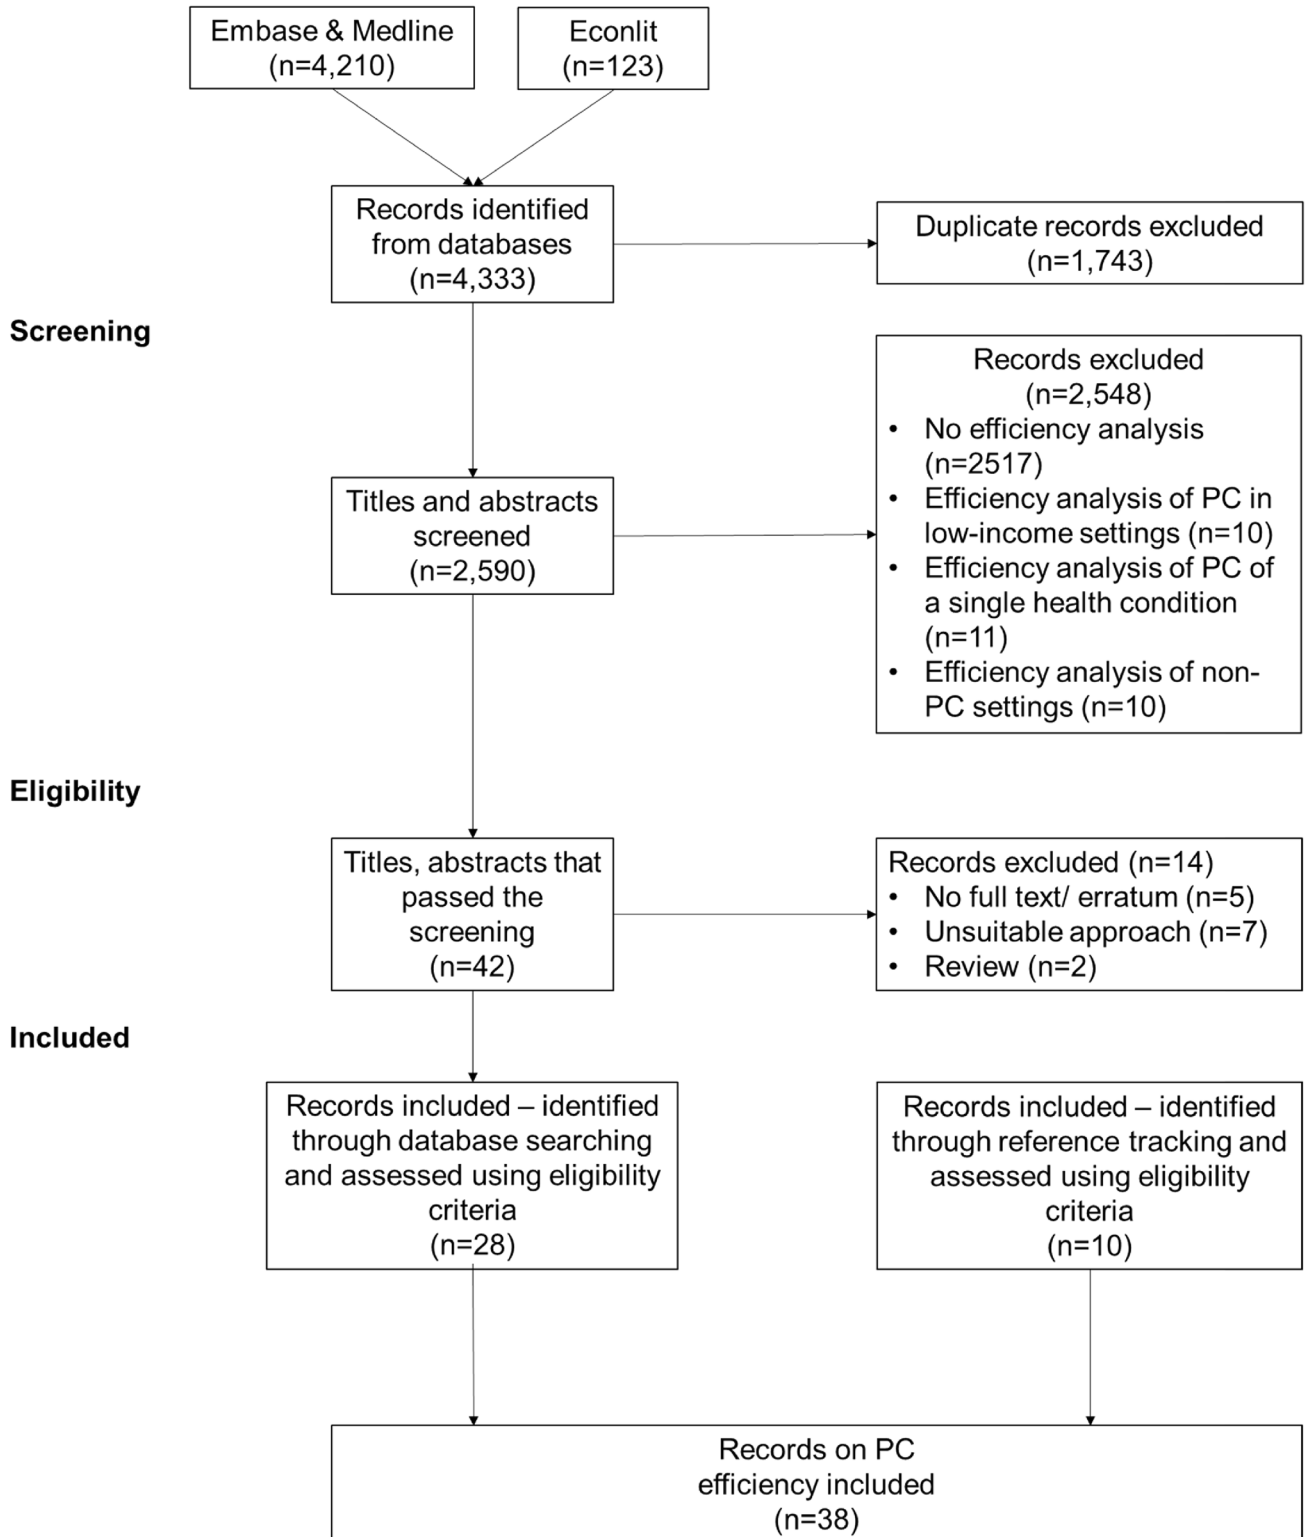 Embase & Medline
(n=4,210)
Econlit
(n=123)
Records identified
from databases
(n=4,333)
Duplicate records excluded
(n=1,743)
Screening
Records excluded
(n=2,548)
• No efficiency analysis
(n=2517)
• Efficiency analysis of PC in
low-income settings (n=10)
• Efficiency analysis of PC of
a single health condition
(n=11)
• Efficiency analysis of non-
PC settings (n=10)
Titles and abstracts
screened
(n=2,590)
Eligibility
Titles, abstracts that
passed the
screening
(n=42)
Records excluded (n=14)
• No full text/ erratum (n=5)
• Unsuitable approach (n=7)
• Review (n=2)
Included
Records included – identified
through database searching
and assessed using eligibility
criteria
(n=28)
Records included – identified
through reference tracking and
assessed using eligibility
criteria
(n=10)
Records on PC
efficiency included
(n=38)